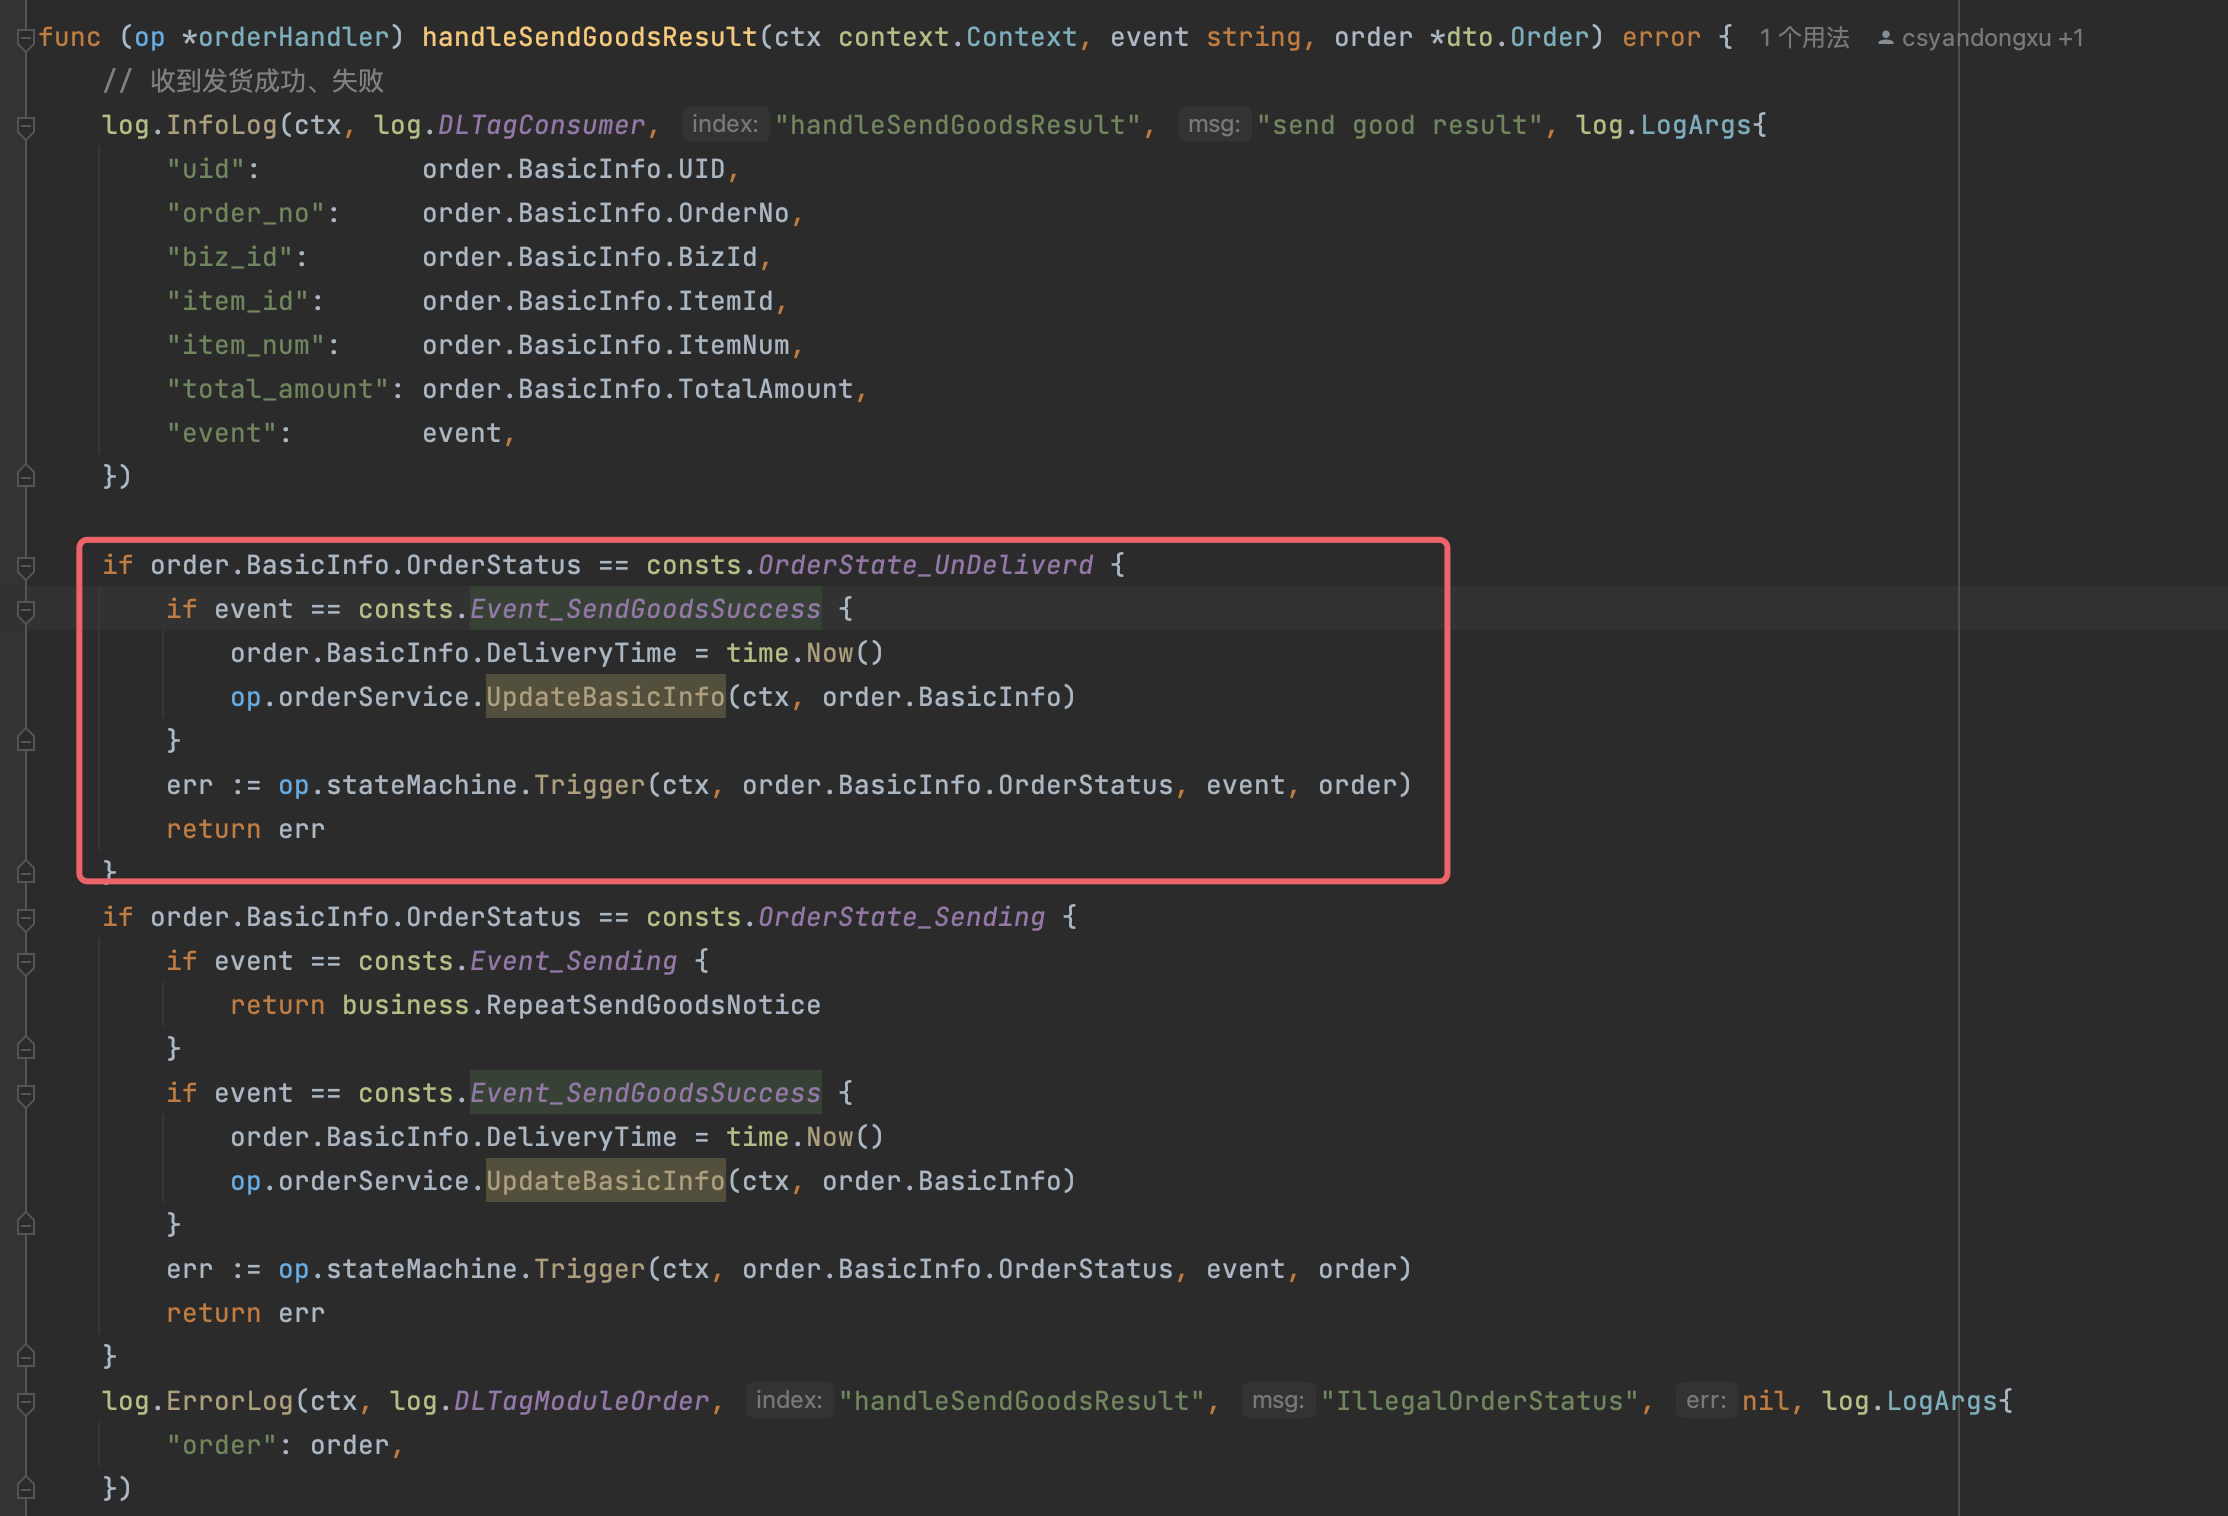 func (op *orderHandler) handleSendGoodsResult(ctx context.Context, event string, order *dto.Order) error { 1 个用法 csyandongxu +1
// 收到发货成功、失败
log.InfoLog(ctx, log.DLTagConsumer, index: "handleSendGoodsResult", msg: "send good result", log.LogArgs{
"uid": order.BasicInfo.UID,
"order_no": order.BasicInfo.OrderNo,
"biz_id": order.BasicInfo.BizId,
"item_id": order.BasicInfo.ItemId,
"item_num": order.BasicInfo.ItemNum,
"total_amount": order.BasicInfo.TotalAmount,
"event": event,
})
if order.BasicInfo.OrderStatus == consts.OrderState_UnDeliverd {
if event == consts.Event_SendGoodsSuccess {
order.BasicInfo.DeliveryTime = time.Now()
op.orderService.UpdateBasicInfo(ctx, order.BasicInfo)
}
err := op.stateMachine.Trigger(ctx, order.BasicInfo.OrderStatus, event, order)
return err
}
if order.BasicInfo.OrderStatus == consts.OrderState_Sending {
if event == consts.Event_Sending {
return business.RepeatSendGoodsNotice
}
if event == consts.Event_SendGoodsSuccess {
order.BasicInfo.DeliveryTime = time.Now()
op.orderService.UpdateBasicInfo(ctx, order.BasicInfo)
}
err := op.stateMachine.Trigger(ctx, order.BasicInfo.OrderStatus, event, order)
return err
}
log.ErrorLog(ctx, log.DLTagModuleOrder, index: "handleSendGoodsResult", msg: "IllegalOrderStatus", err: nil, log.LogArgs{
"order": order,
})